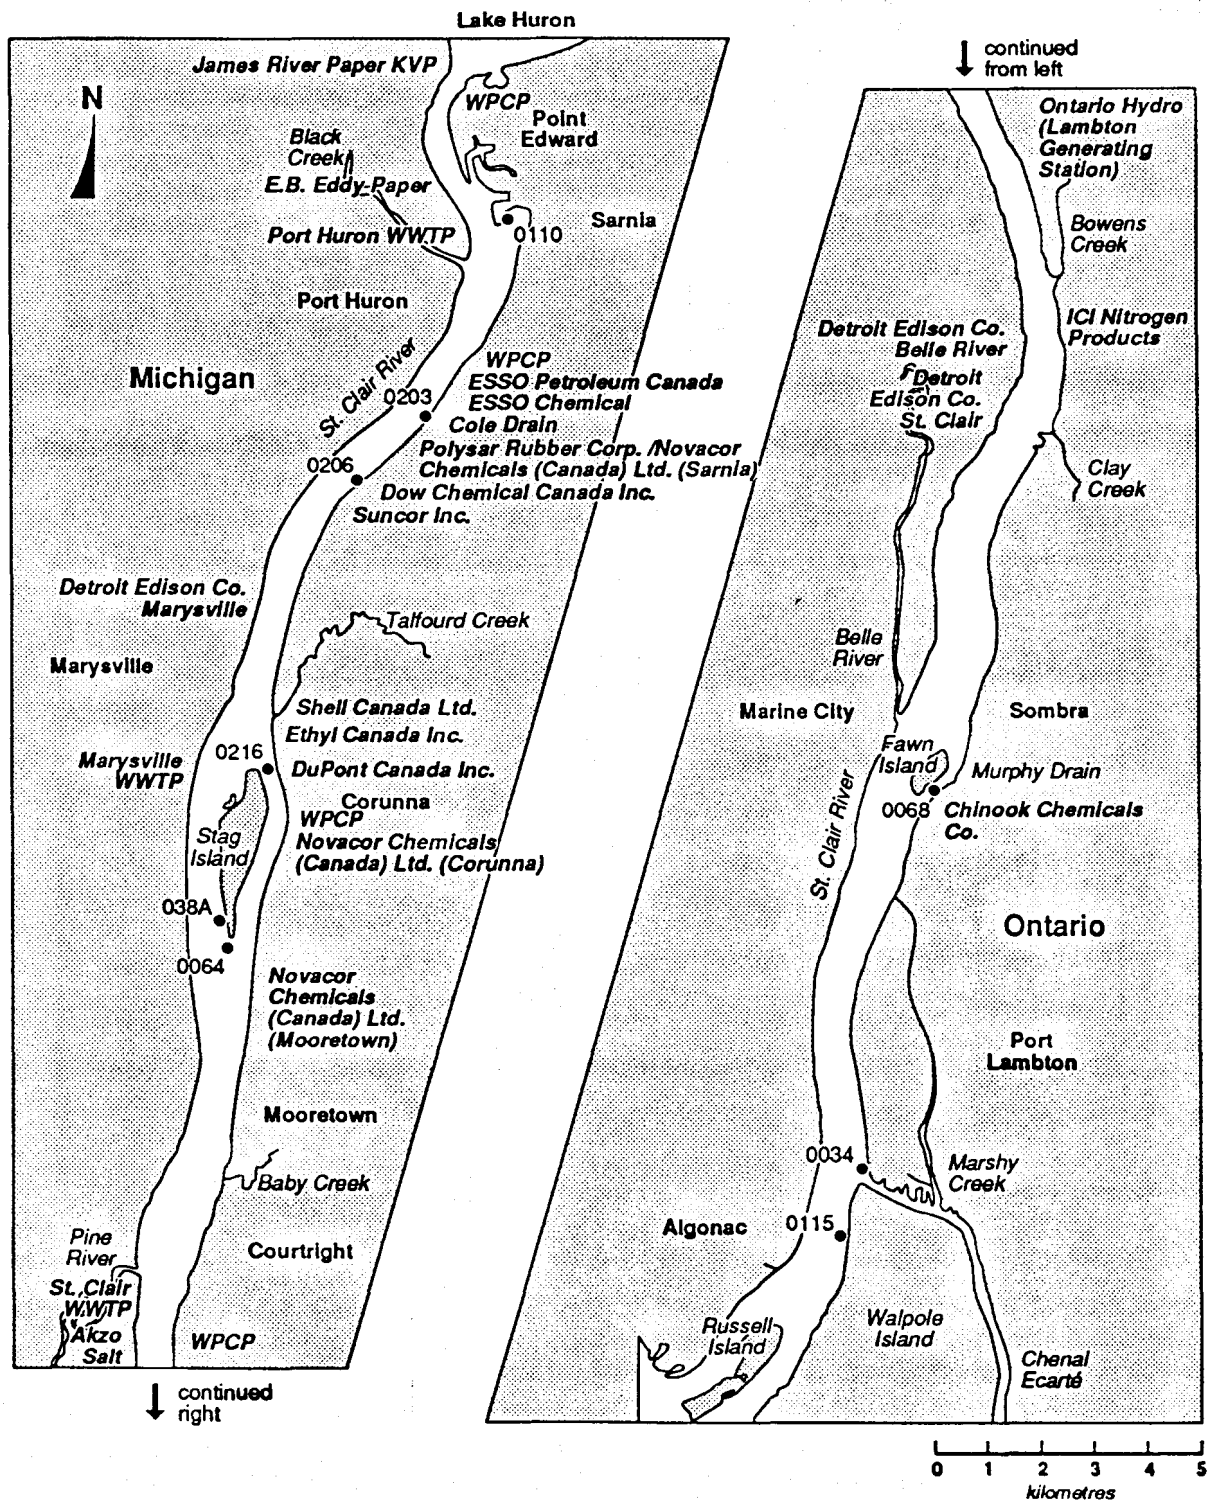 Lake Huron
James River Paper KVP
N
WPCP
Point
Edward
Black
Creek
E.B. Eddy-Paper
Sarnia
0110
Port Huron WWTP
Port Huron
Michigan
St. Clair River
WPCP
ESSO Petroleum Canada
ESSO Chemical
0203
Cole Drain
Polysar Rubber Corp. /Novacor
Chemicals (Canada) Ltd. (Sarnia)
0206
Dow Chemical Canada Inc.
Suncor Inc.
Detroit Edison Co.
Marysville
Talfourd Creek
Marysville
Shell Canada Ltd.
Ethyl Canada Inc.
0216
Marysville
WWTP
DuPont Canada Inc.
Corunna
WPCP
Novacor Chemicals
(Canada) Ltd. (Corunna)
Stag
Island
038A
0064
Novacor
Chemicals
(Canada) Ltd.
(Mooretown)
Mooretown
Baby Creek
Pine
River
Courtright
St. Clair
WWTP
Akzo
Salt
WPCP
continued
right
continued
from left
Ontario Hydro
(Lambton
Generating
Station)
Bowens
Creek
ICI Nitrogen
Products
Detroit Edison Co.
Belle River
Detroit
Edison Co.
St. Clair
Clay
Creek
Belle
River
Marine City
Sombra
Fawn
Island
Murphy Drain
0068
Chinook Chemicals
Co.
St. Clair River
Ontario
Port
Lambton
0034
Marshy
Creek
Algonac
0115
Russell
Island
Walpole
Island
Chenal
Ecarté
0 1 2 3 4 5
kilometres